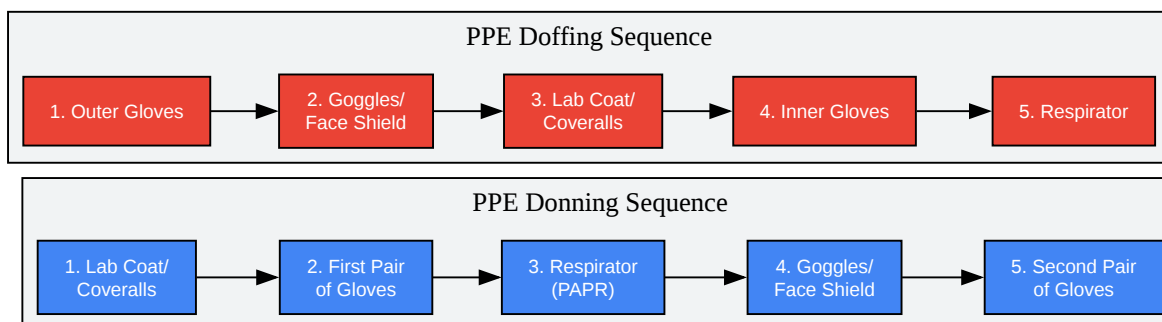 PPE Doffing Sequence
1. Outer Gloves
2. Goggles/
Face Shield
3. Lab Coat/
Coveralls
4. Inner Gloves
5. Respirator
PPE Donning Sequence
1. Lab Coat/
Coveralls
2. First Pair
of Gloves
3. Respirator
(PAPR)
4. Goggles/
Face Shield
5. Second Pair
of Gloves